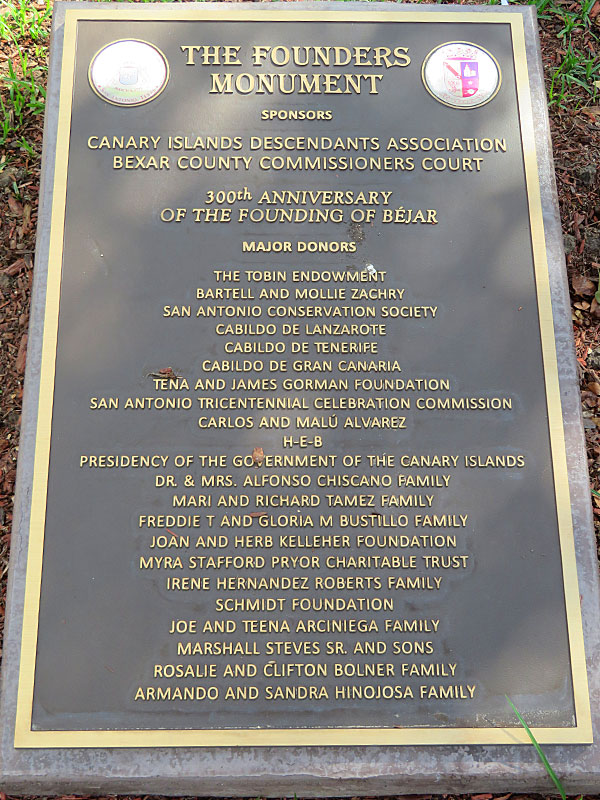 THE FOUNDERS
MONUMENT
SPONSORS
CANARY ISLANDS DESCENDANTS ASSOCIATION
BEXAR COUNTY COMMISSIONERS COURT
300th ANNIVERSARY
OF THE FOUNDING OF BÉJAR
MAJOR DONORS
THE TOBIN ENDOWMENT
BARTELL AND MOLLIE ZACHRY
SAN ANTONIO CONSERVATION SOCIETY
CABILDO DE LANZAROTE
CABILDO DE TENERIFE
CABILDO DE GRAN CANARIA
TENA AND JAMES GORMAN FOUNDATION
SAN ANTONIO TRICENTENNIAL CELEBRATION COMMISSION
CARLOS AND MALÚ ALVAREZ
H-E-B
PRESIDENCY OF THE GOVERNMENT OF THE CANARY ISLANDS
DR. & MRS. ALFONSO CHISCANO FAMILY
MARI AND RICHARD TAMEZ FAMILY
FREDDIE T AND GLORIA M BUSTILLO FAMILY
JOAN AND HERB KELLEHER FOUNDATION
MYRA STAFFORD PRYOR CHARITABLE TRUST
IRENE HERNANDEZ ROBERTS FAMILY
SCHMIDT FOUNDATION
JOE AND TEENA ARCINIEGA FAMILY
MARSHALL STEVES SR. AND SONS
ROSALIE AND CLIFTON BOLNER FAMILY
ARMANDO AND SANDRA HINOJOSA FAMILY